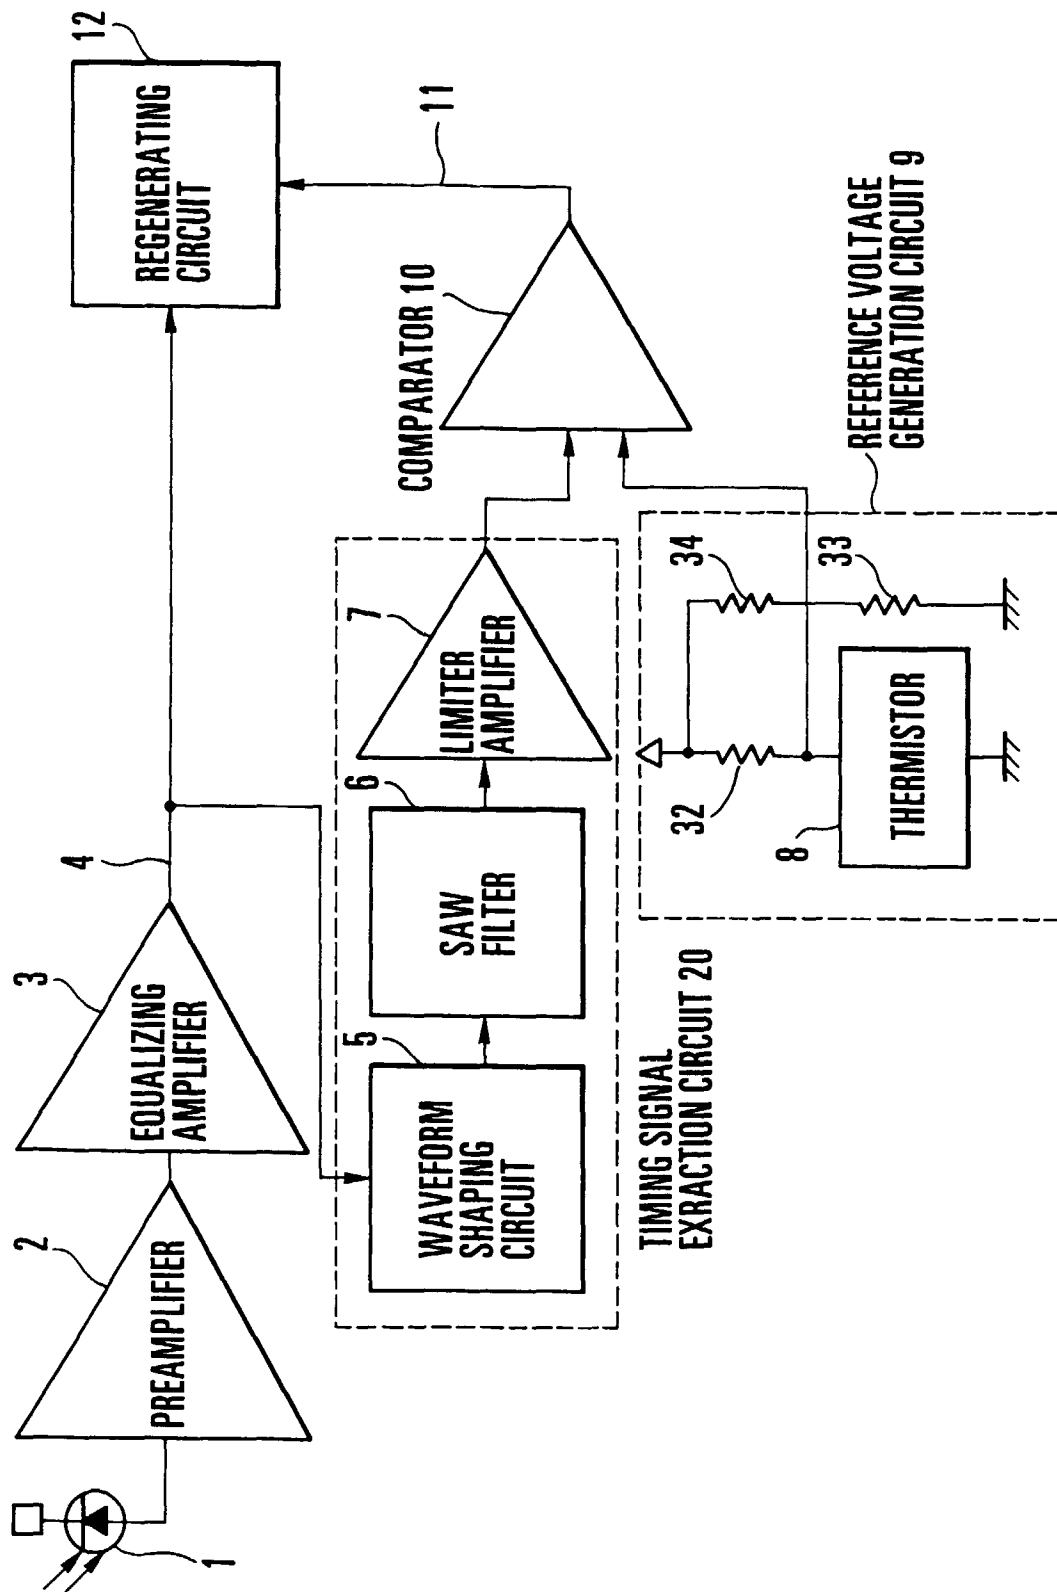 1
2
PREAMPLIFIER
3
EQUALIZING
AMPLIFIER
4
12
REGENERATING
CIRCUIT
11
COMPARATOR 10
5
WAVEFORM
SHAPING
CIRCUIT
6
SAW
FILTER
7
LIMITER
AMPLIFIER
TIMING SIGNAL
EXRACTION CIRCUIT 20
32
34
33
8
THERMISTOR
REFERENCE VOLTAGE
GENERATION CIRCUIT 9